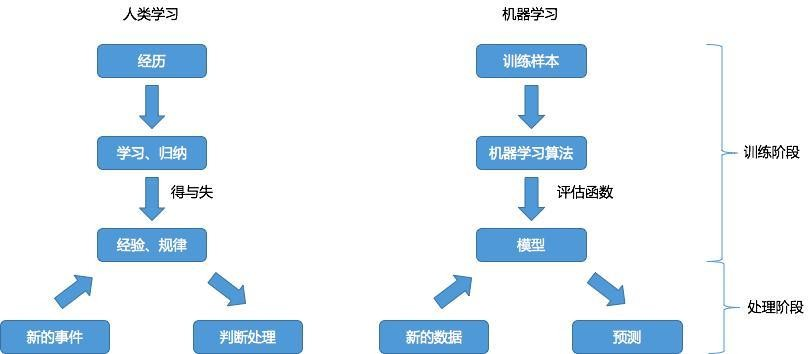 人类学习
机器学习
经历
训练样本
学习、归纳
机器学习算法
训练阶段
得与失
评估函数
经验、规律
模型
处理阶段
新的事件
判断处理
新的数据
预测